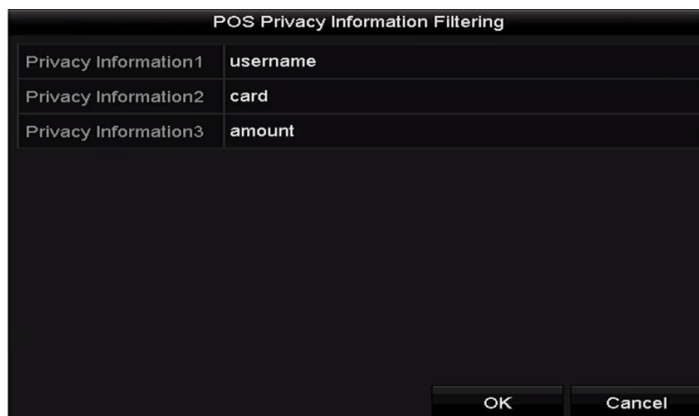 POS Privacy Information Filtering
Privacy Information1 username
Privacy Information2 card
Privacy Information3 amount
OK Cancel